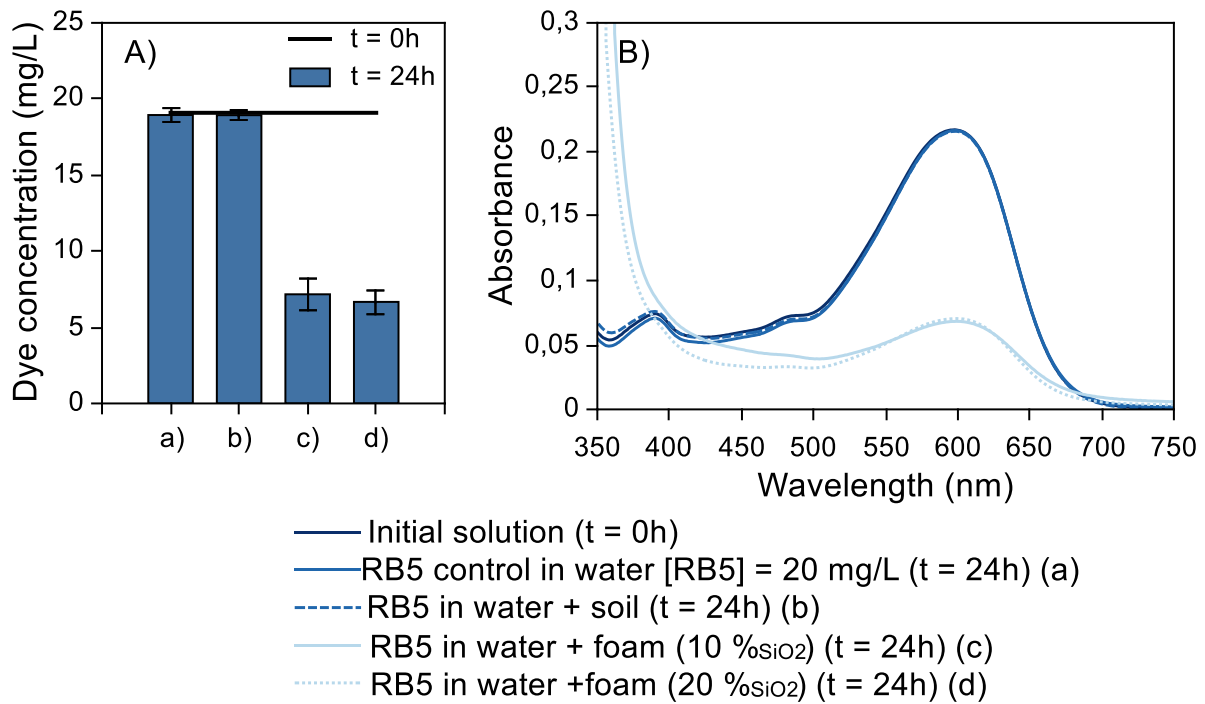 A)
t = 0h
t = 24h
Dye concentration (mg/L)
25
20
15
10
5
0
a) b) c) d)
B)
Absorbance
0,3
0,25
0,2
0,15
0,1
0,05
0
350 400 450 500 550 600 650 700 750
Wavelength (nm)
Initial solution (t = 0h)
RB5 control in water [RB5] = 20 mg/L (t = 24h) (a)
RB5 in water + soil (t = 24h) (b)
RB5 in water + foam (10 %SiO2) (t = 24h) (c)
RB5 in water +foam (20 %SiO2) (t = 24h) (d)